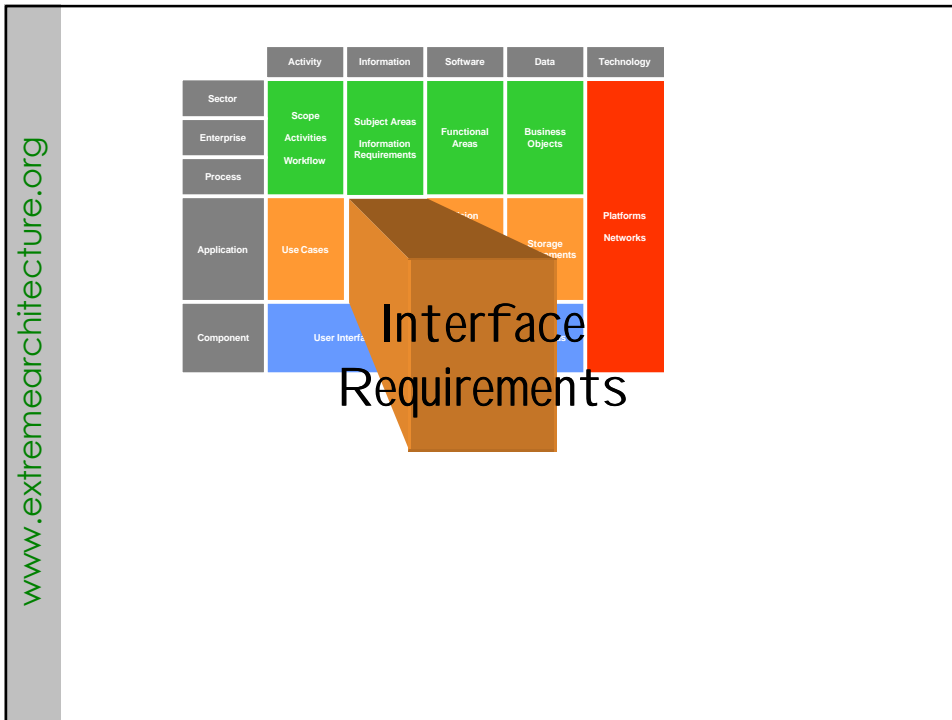 www.extremearchitecture.org
Activity Information Software Data Technology
Sector
Enterprise
Process
Scope
Activities
Workflow
Subject Areas
Information
Requirements
Functional
Areas
Business
Objects
Platforms
Networks
Application
Use Cases
Storage
Component
Interface
Requirements